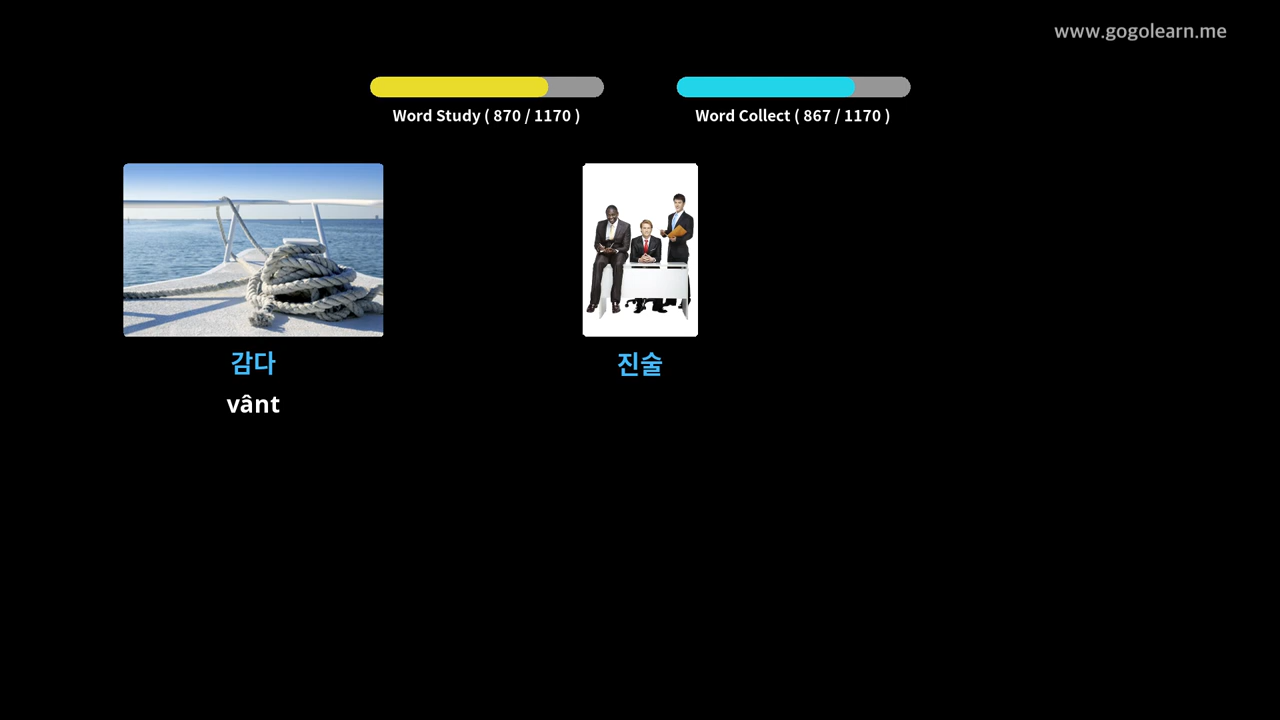 www.gogolearn.me
Word Study ( 870 / 1170 )
Word Collect ( 867 / 1170 )
감다
vânt
진술